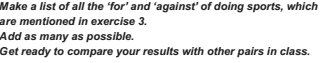 Make a list of all the ‘for’ and ‘against’ of doing sports, which
are mentioned in exercise 3.
Add as many as possible.
Get ready to compare your results with other pairs in class.